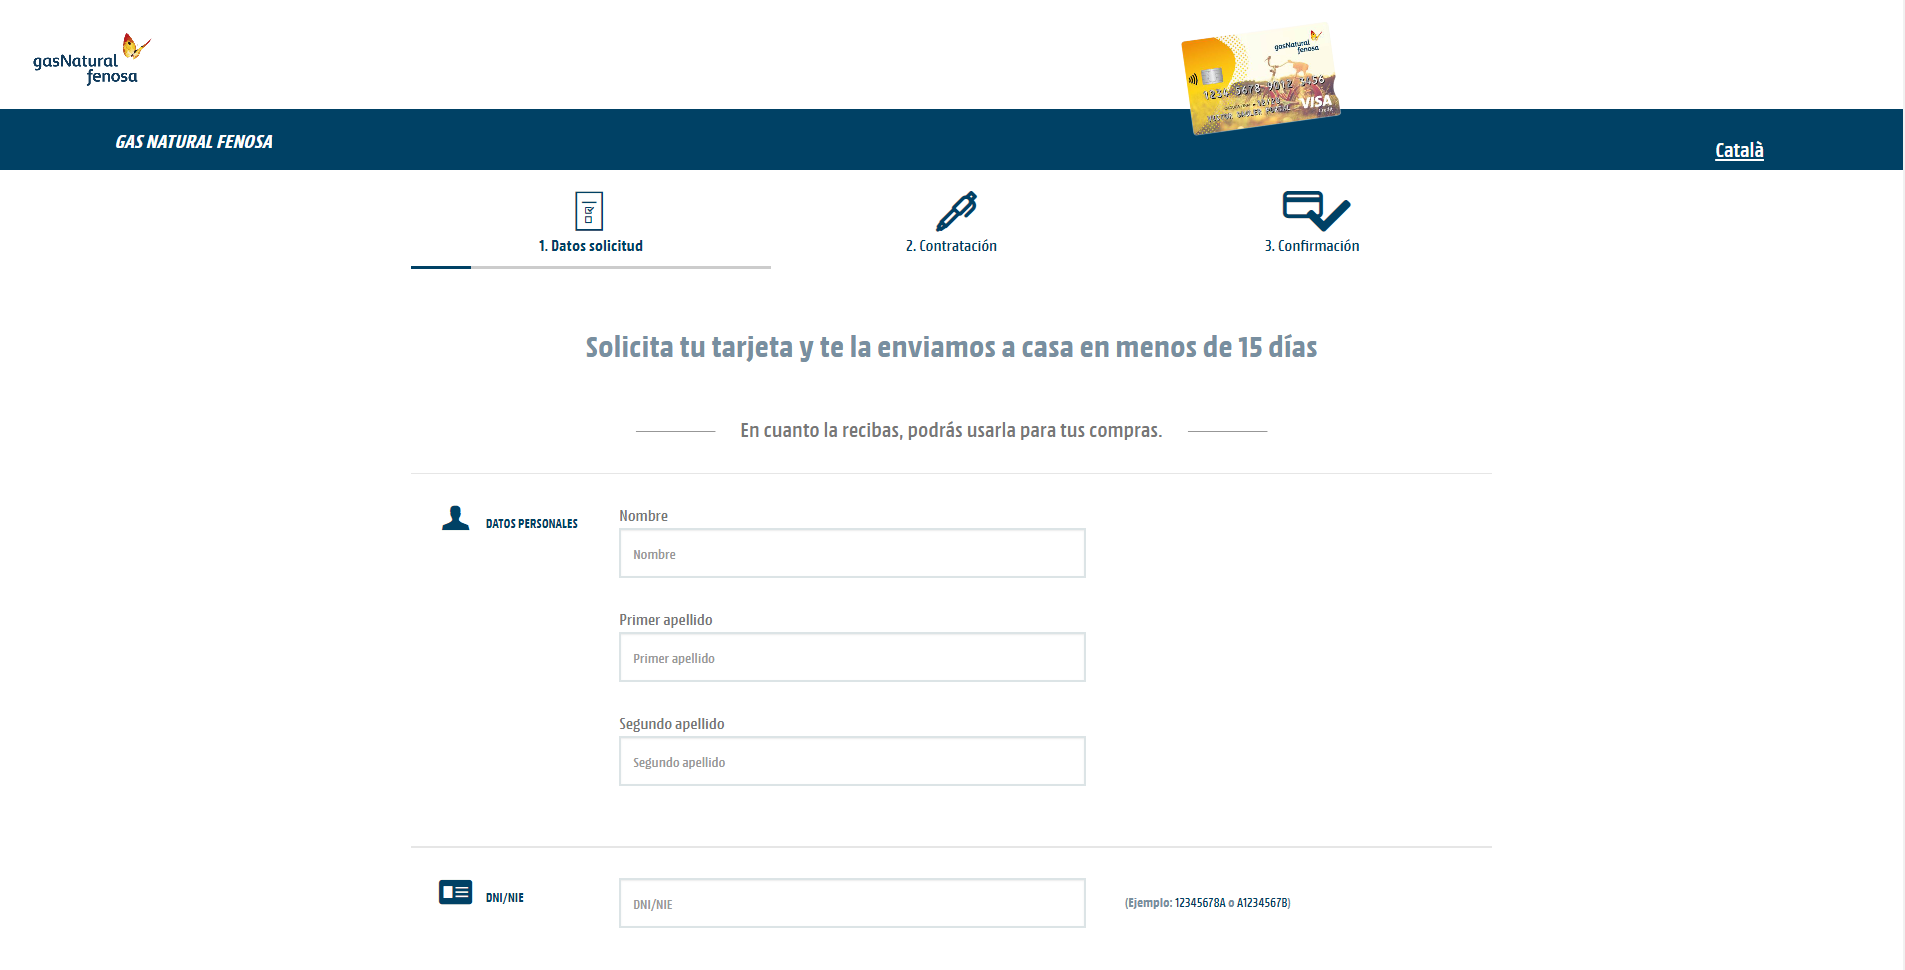 gasNatural
fenosa
gasNatural
fenosa
1234 5678 9012 3456
VISA
GAS NATURAL FENOSA
Català
1. Datos solicitud
2. Contratación
3. Confirmación
Solicita tu tarjeta y te la enviamos a casa en menos de 15 días
En cuanto la recibas, podrás usarla para tus compras.
DATOS PERSONALES
Nombre
Nombre
Primer apellido
Primer apellido
Segundo apellido
Segundo apellido
DNI/NIE
DNI/NIE
(Ejemplo: 12345678A o A1234567B)